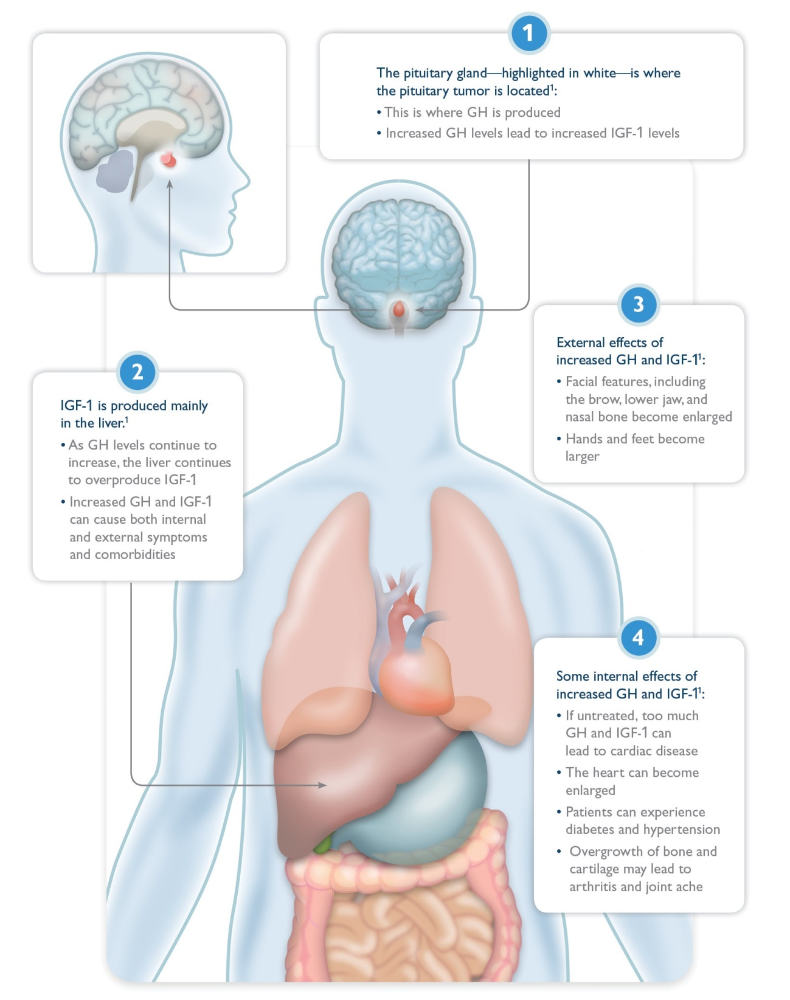 1
The pituitary gland—highlighted in white—is where
the pituitary tumor is located¹:
• This is where GH is produced
• Increased GH levels lead to increased IGF-1 levels
2
IGF-1 is produced mainly
in the liver.¹
• As GH levels continue to
increase, the liver continues
to overproduce IGF-1
• Increased GH and IGF-1
can cause both internal
and external symptoms
and comorbidities
3
External effects of
increased GH and IGF-1¹:
• Facial features, including
the brow, lower jaw, and
nasal bone become enlarged
• Hands and feet become
larger
4
Some internal effects of
increased GH and IGF-1¹:
• If untreated, too much
GH and IGF-1 can
lead to cardiac disease
• The heart can become
enlarged
• Patients can experience
diabetes and hypertension
• Overgrowth of bone and
cartilage may lead to
arthritis and joint ache